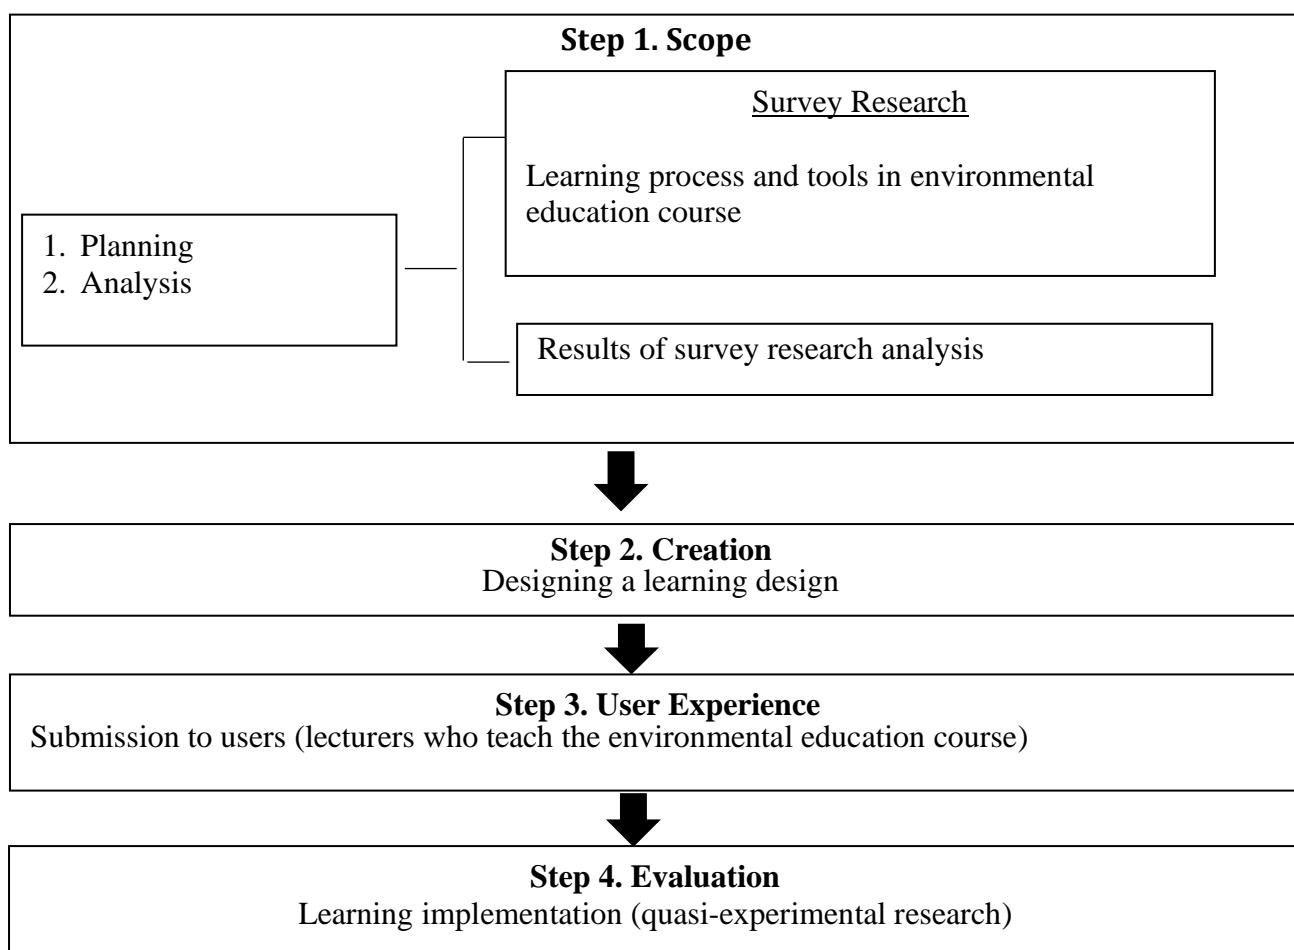 Step 1. Scope
Survey Research
Learning process and tools in environmental
education course
1. Planning
2. Analysis
Results of survey research analysis
Step 2. Creation
Designing a learning design
Step 3. User Experience
Submission to users (lecturers who teach the environmental education course)
Step 4. Evaluation
Learning implementation (quasi-experimental research)